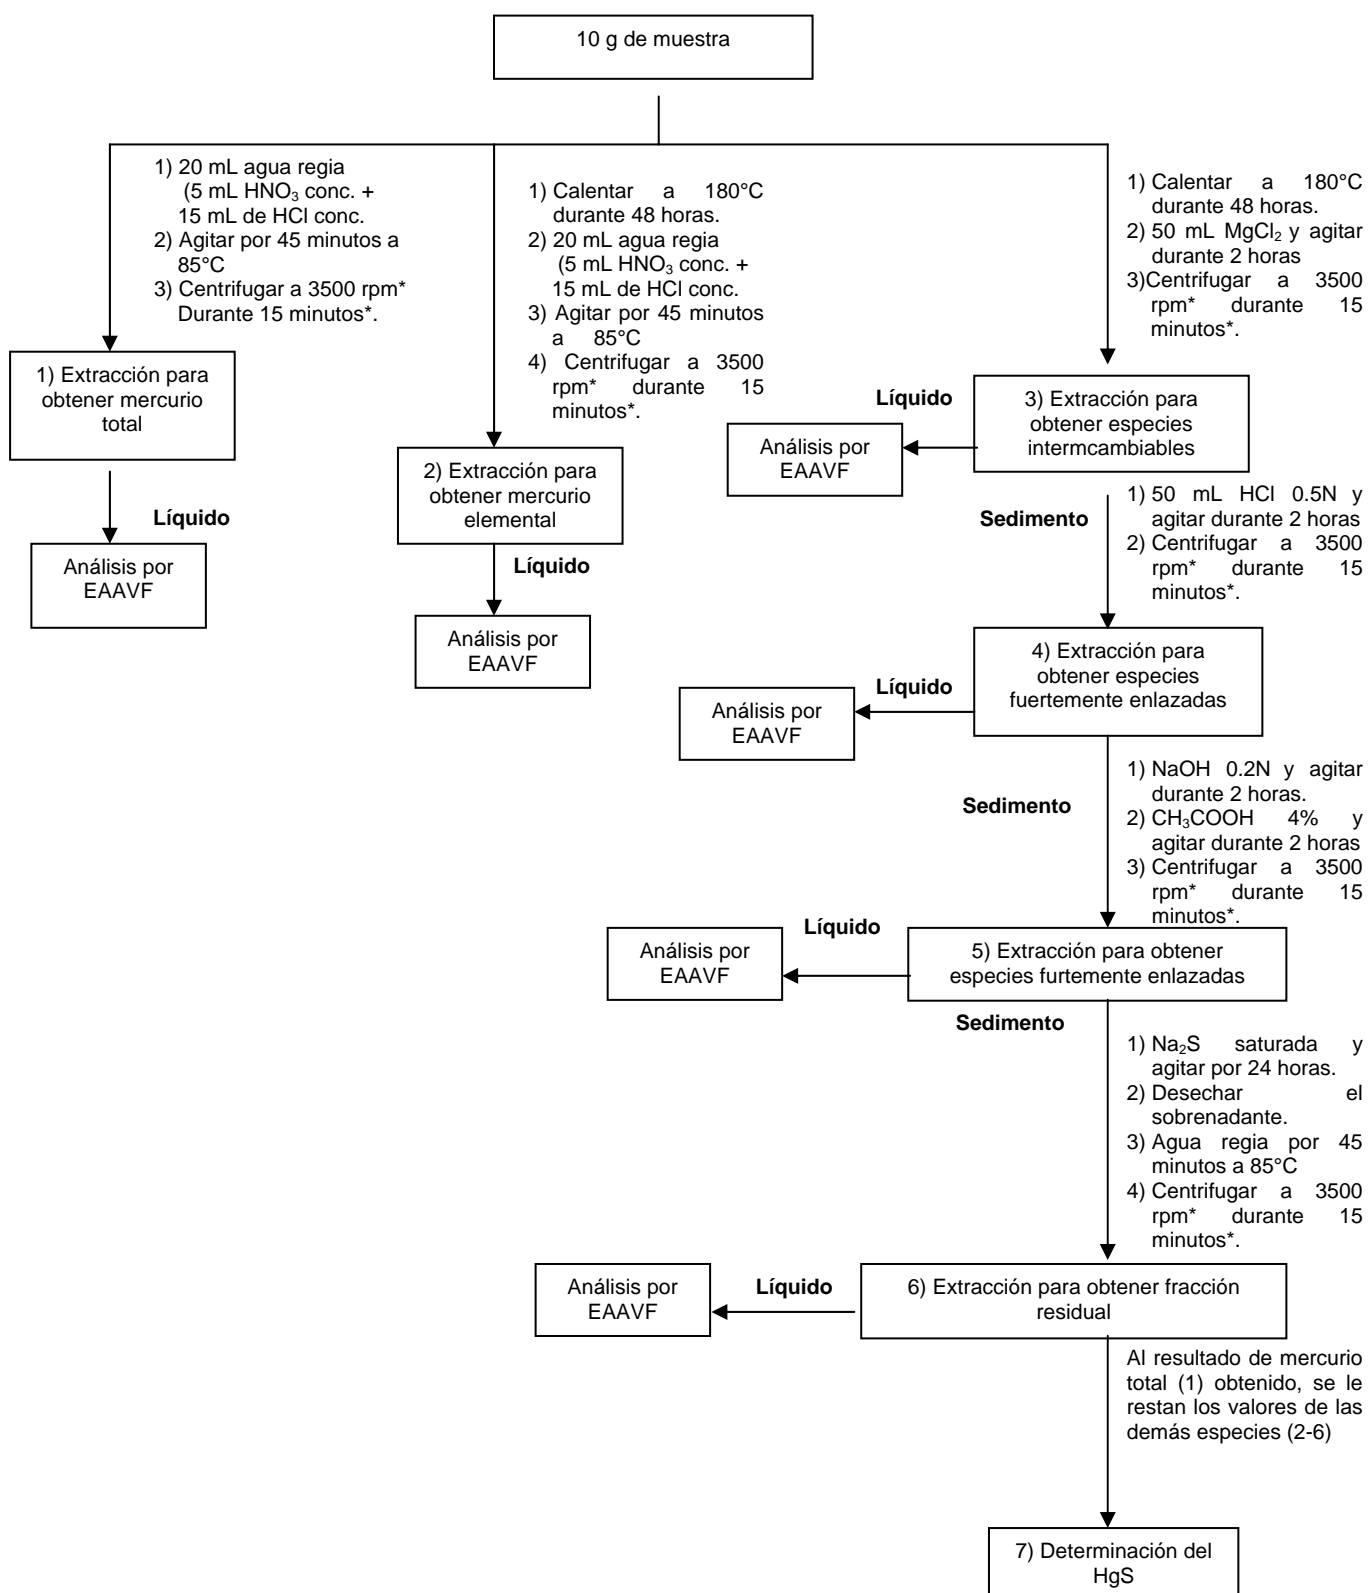 10 g de muestra
1) 20 mL agua regia
(5 mL HNO₃ conc. +
15 mL de HCl conc.
2) Agitar por 45 minutos a
85°C
3) Centrifugar a 3500 rpm*
Durante 15 minutos*.
1) Extracción para
obtener mercurio
total
Líquido
Análisis por
EAAVF
1) Calentar a 180°C
durante 48 horas.
2) 20 mL agua regia
(5 mL HNO₃ conc. +
15 mL de HCl conc.
3) Agitar por 45 minutos
a 85°C
4) Centrifugar a 3500
rpm* durante 15
minutos*.
2) Extracción para
obtener mercurio
elemental
Líquido
Análisis por
EAAVF
1) Calentar a 180°C
durante 48 horas.
2) 50 mL MgCl₂ y agitar
durante 2 horas
3)Centrifugar a 3500
rpm* durante 15
minutos*.
3) Extracción para
obtener especies
intermcambiables
Líquido
Análisis por
EAAVF
Sedimento
1) 50 mL HCl 0.5N y
agitar durante 2 horas
2) Centrifugar a 3500
rpm* durante 15
minutos*.
4) Extracción para
obtener especies
fuertemente enlazadas
Líquido
Análisis por
EAAVF
Sedimento
1) NaOH 0.2N y agitar
durante 2 horas.
2) CH₃COOH 4% y
agitar durante 2 horas
3) Centrifugar a 3500
rpm* durante 15
minutos*.
5) Extracción para obtener
especies furtemente enlazadas
Líquido
Análisis por
EAAVF
Sedimento
1) Na₂S saturada y
agitar por 24 horas.
2) Desechar el
sobrenadante.
3) Agua regia por 45
minutos a 85°C
4) Centrifugar a 3500
rpm* durante 15
minutos*.
6) Extracción para obtener fracción
residual
Líquido
Análisis por
EAAVF
Al resultado de mercurio
total (1) obtenido, se le
restan los valores de las
demás especies (2-6)
7) Determinación del
HgS